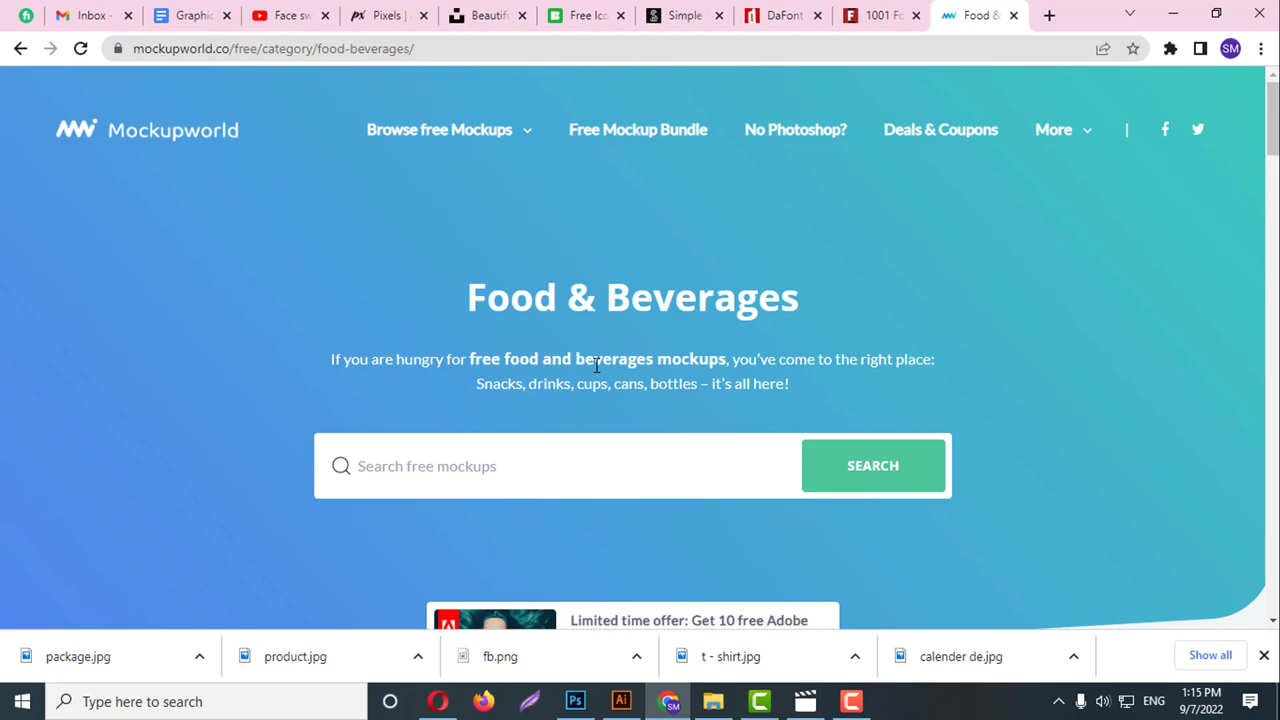 Inbox -
Graphic
Face sw
Pixels |
Beautif
Free Ico
Simple
DaFont
1001 Fo
Food &
mockupworld.co/free/category/food-beverages/
SM
Mockupworld
Browse free Mockups
Free Mockup Bundle
No Photoshop?
Deals & Coupons
More
Food & Beverages
If you are hungry for free food and beverages mockups, you've come to the right place:
Snacks, drinks, cups, cans, bottles – it's all here!
Search free mockups
SEARCH
Limited time offer: Get 10 free Adobe
package.jpg
product.jpg
fb.png
t - shirt.jpg
calender de.jpg
Show all
Type here to search
Ps
Ai
SM
ENG
1:15 PM
9/7/2022